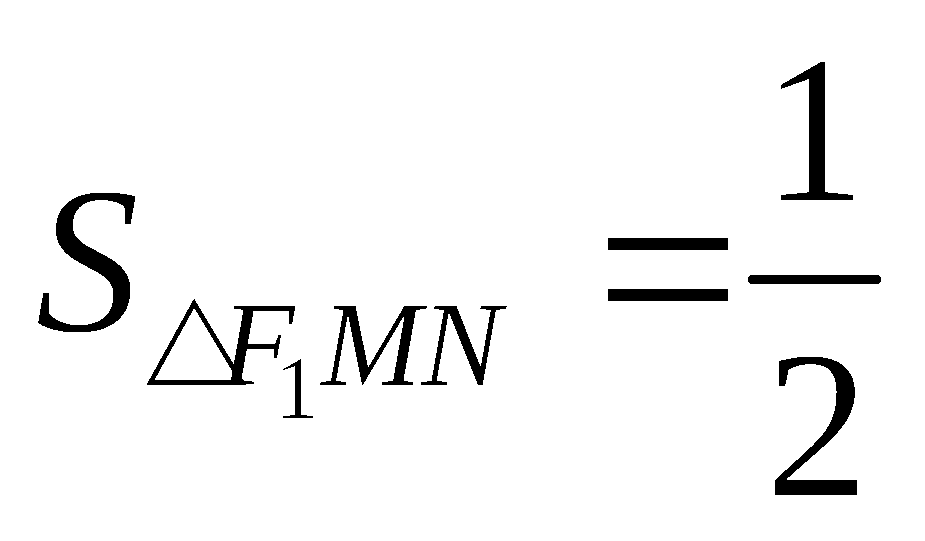 S△F₁MN = 1/2